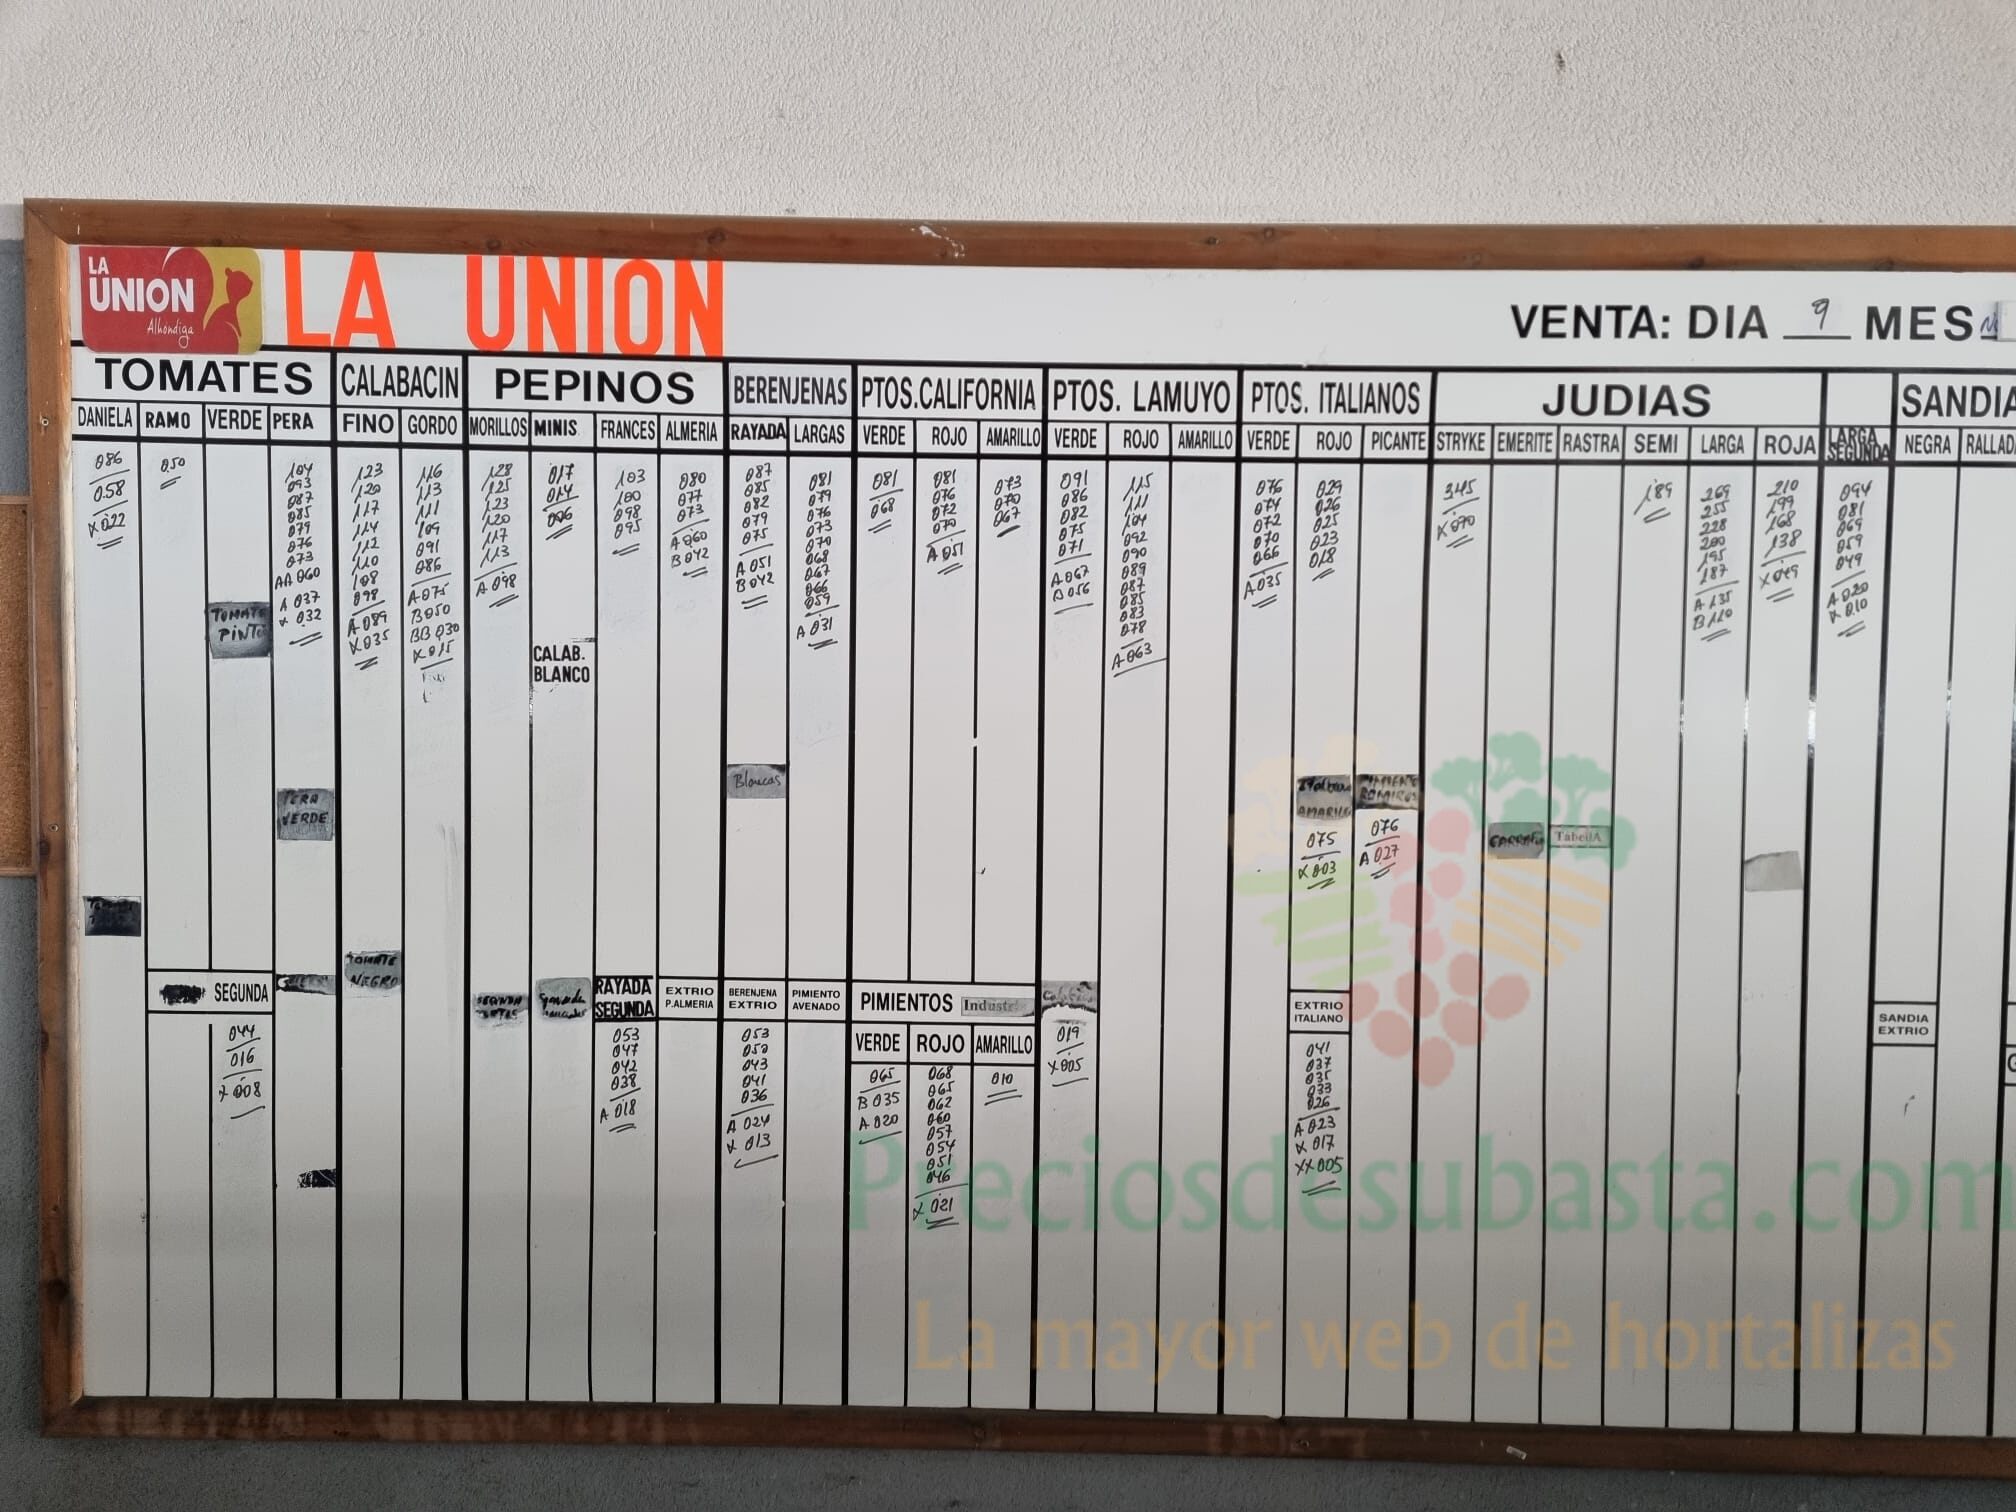 LA
UNION
Alhóndiga
LA UNION
VENTA: DIA 9 MES
TOMATES
CALABACIN
PEPINOS
BERENJENAS
PTOS.CALIFORNIA
PTOS. LAMUYO
PTOS. ITALIANOS
JUDIAS
SANDIA
DANIELA
086
058
X 022
RAMO
050
VERDE
TOMATE
PINTO
PERA
104
093
087
085
079
076
073
AA 060
A 037
X 032
PERA
VERDE
FINO
123
120
117
114
112
110
108
098
A 089
X 035
TOMATE
NEGRO
GORDO
116
113
111
109
091
086
A 075
B 050
BB 030
X 015
MORILLOS
128
125
123
120
117
113
A 098
MINIS
017
014
006
CALAB.
BLANCO
FRANCES
103
100
098
095
ALMERIA
080
077
073
A 060
B 042
RAYADA
087
085
082
079
075
A 051
B 042
Blancas
LARGAS
081
079
076
073
070
068
067
066
059
A 031
VERDE
081
068
ROJO
081
076
072
070
A 051
AMARILLO
073
070
067
VERDE
091
086
082
075
071
A 067
B 056
ROJO
115
111
104
092
090
089
087
085
083
078
A 063
AMARILLO
VERDE
076
074
072
070
066
A 035
ROJO
029
026
025
023
018
AMARILLO
075
X 003
PICANTE
076
A 027
STRYKE
345
X 090
EMERITE
RASTRA
TabellA
SEMI
189
LARGA
269
255
228
200
195
187
A 135
B 110
ROJA
210
199
168
138
X 049
LARGA
SEGUNDA
094
081
069
059
049
A 020
X 010
NEGRA
RALLAD
SEGUNDA
044
016
X 008
SEGUNDA
RAYADA
SEGUNDA
053
047
042
038
A 018
EXTRIO
P.ALMERIA
BERENJENA
EXTRIO
053
050
043
041
036
A 024
X 013
PIMIENTO
AVENADO
PIMIENTOS Industri
VERDE
065
B 035
A 020
ROJO
068
065
062
060
057
054
051
046
X 021
AMARILLO
010
019
X 005
EXTRIO
ITALIANO
041
037
035
033
026
A 023
X 017
XX 005
SANDIA
EXTRIO
Preciosdesubasta.com
La mayor web de hortalizas